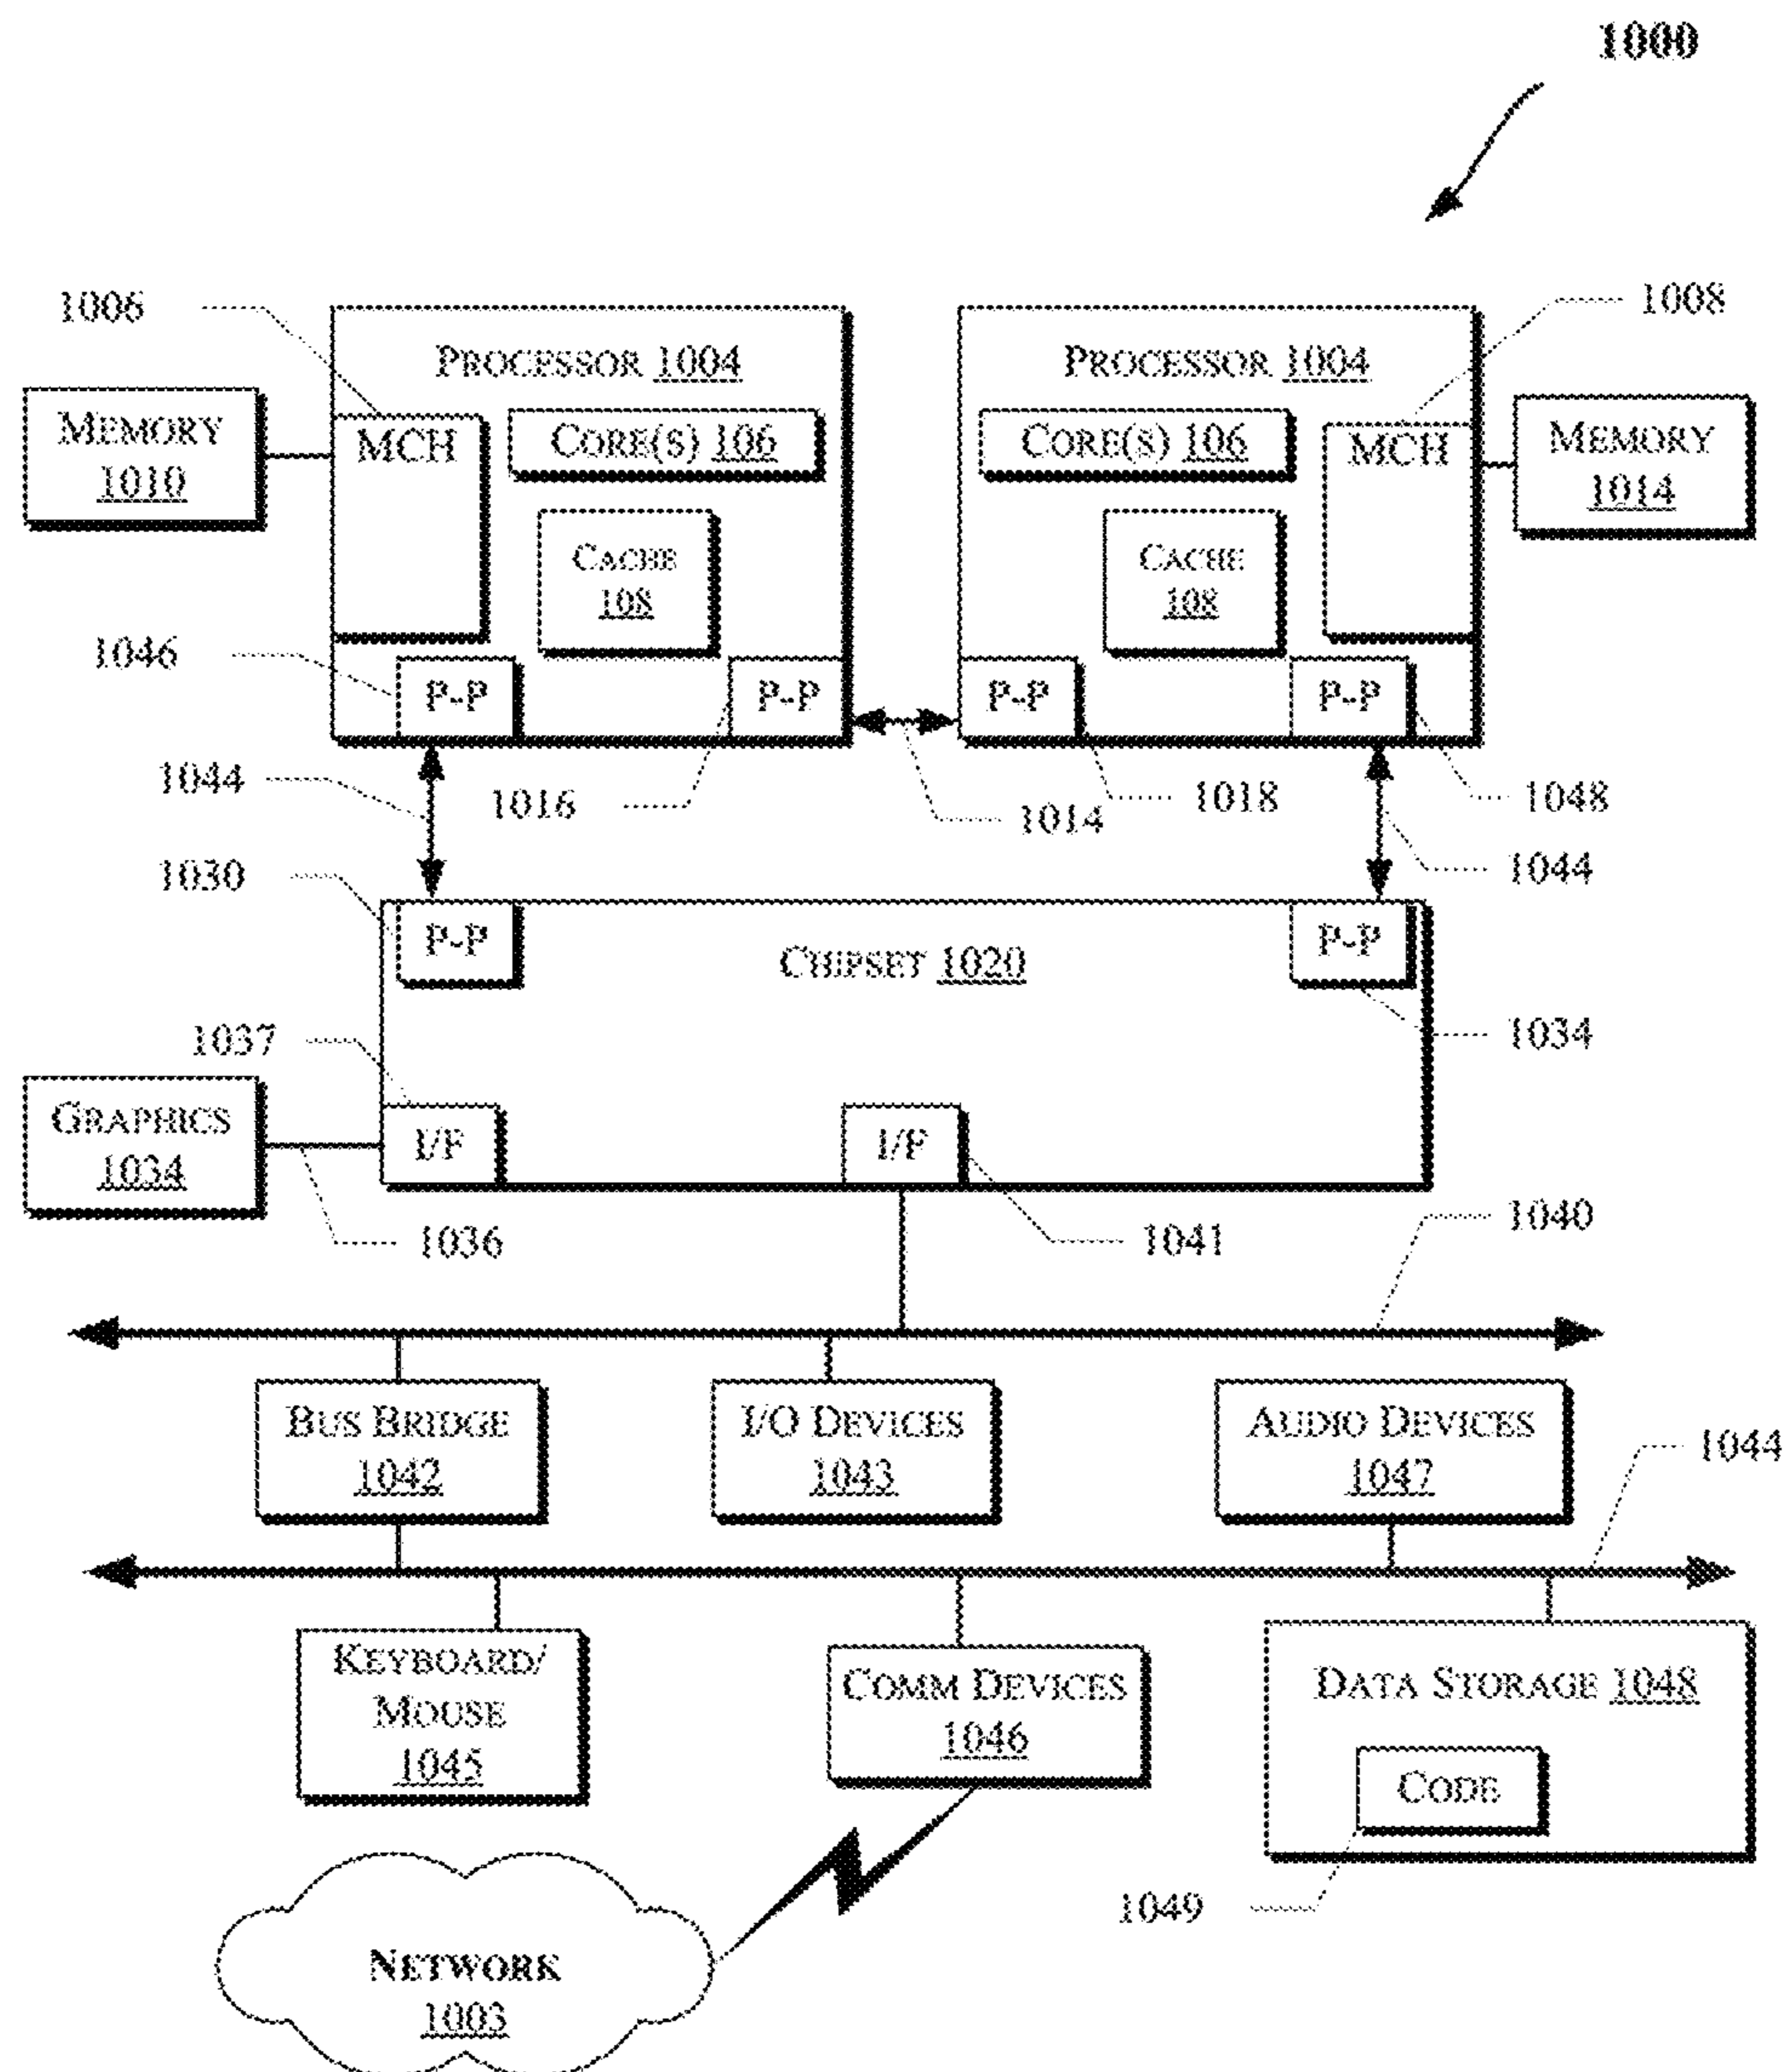 1000
1006
1008
PROCESSOR 1004
PROCESSOR 1004
MEMORY
1010
MCH
CORE(S) 106
CORE(S) 106
MCH
MEMORY
1014
CACHE
108
CACHE
108
1046
P-P
P-P
P-P
P-P
1044
1016
1014
1018
1048
1030
1044
P-P
CHIPSET 1020
P-P
1037
1034
GRAPHICS
1034
I/F
I/F
1036
1041
1040
BUS BRIDGE
1042
I/O DEVICES
1043
AUDIO DEVICES
1047
1044
KEYBOARD/
MOUSE
1045
COMM DEVICES
1046
DATA STORAGE 1048
CODE
1049
NETWORK
1003